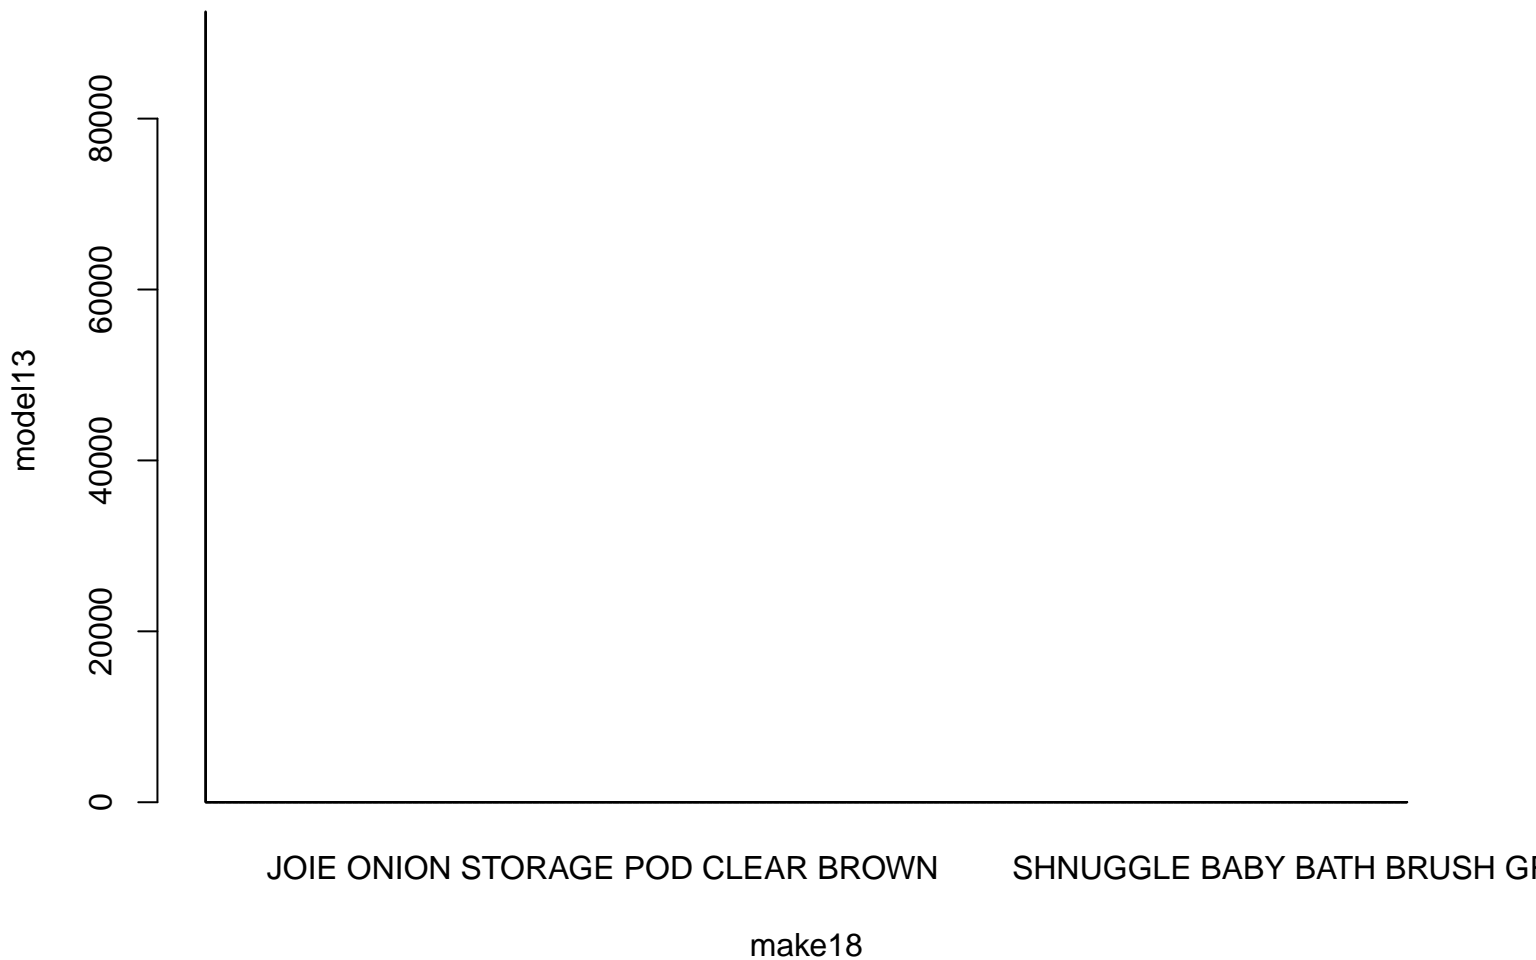 80000
60000
40000
20000
0
model13
JOIE ONION STORAGE POD CLEAR BROWN
SHNUGGLE BABY BATH BRUSH
make18